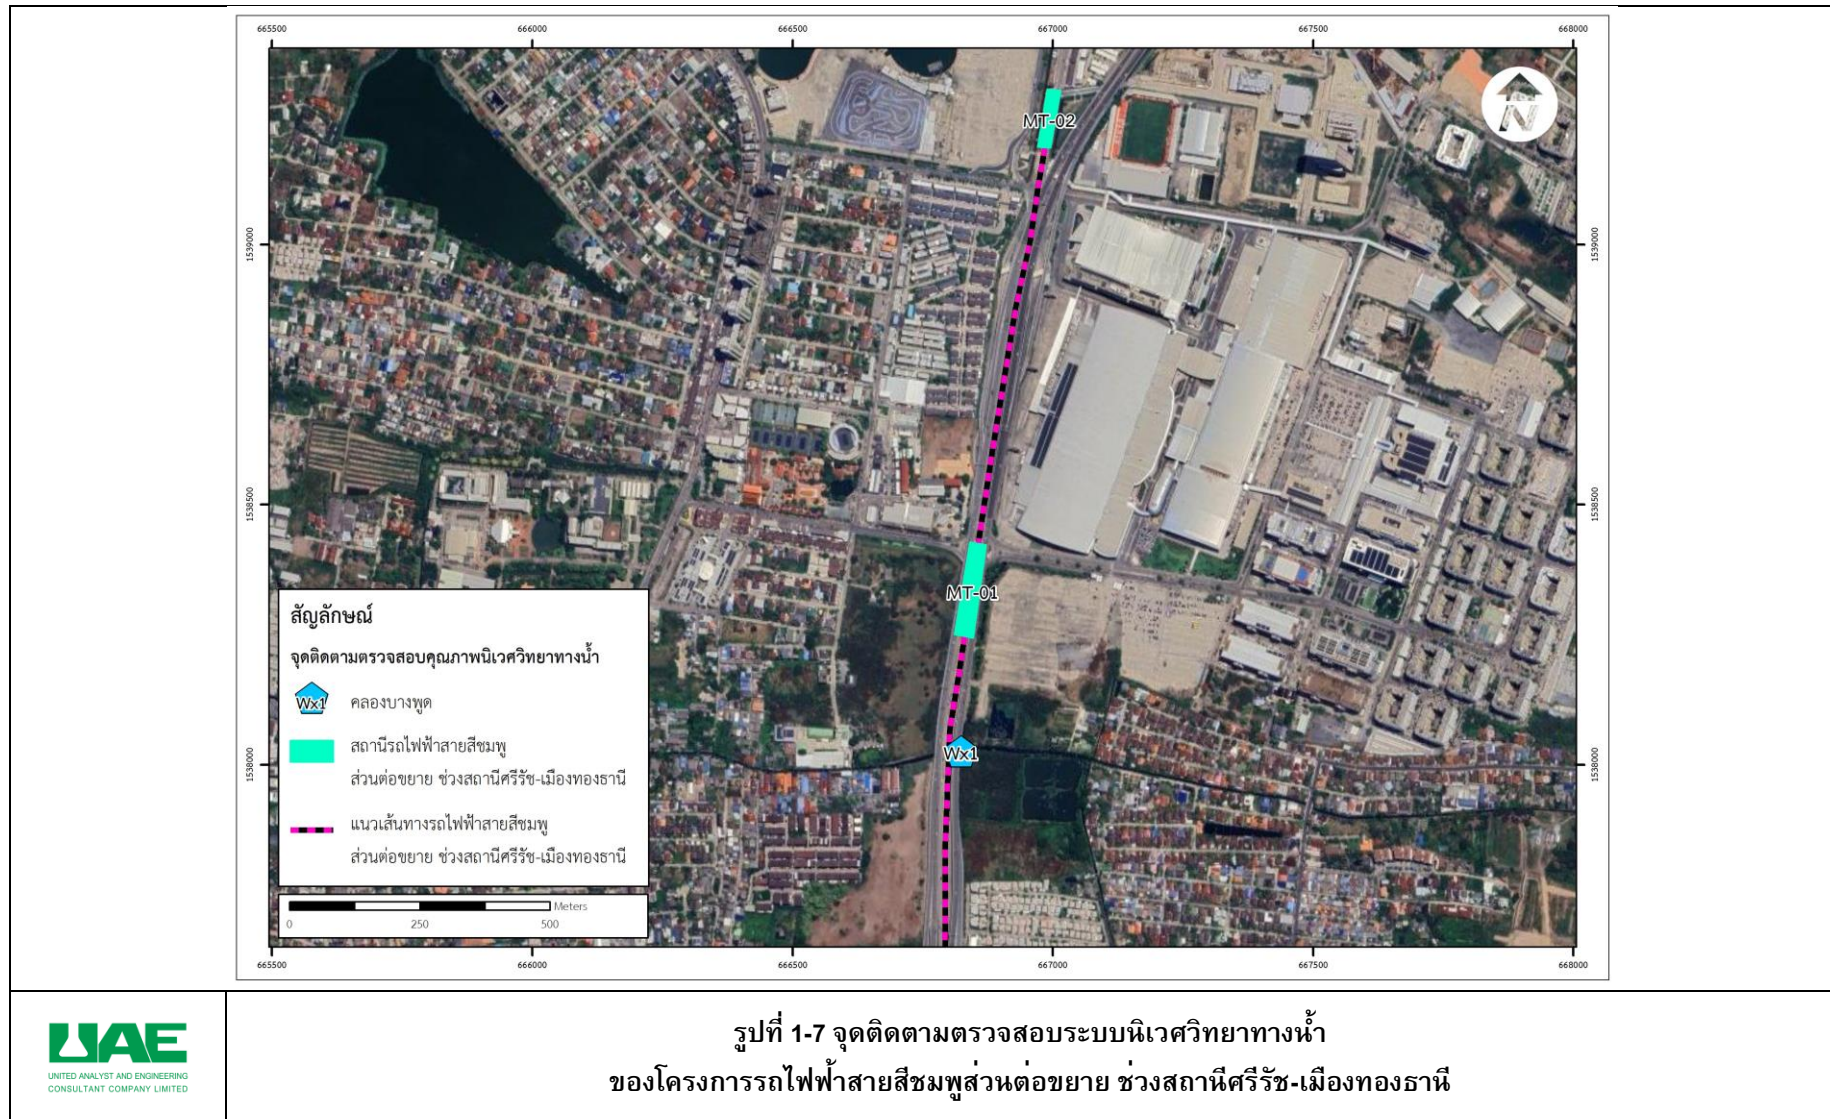 665500 666000 666500 667000 667500 668000
N
MT-02
1539000 1539000
1538500 1538500
MT-01
สัญลักษณ์
จุดติดตามตรวจสอบคุณภาพนิเวศวิทยาทางน้ำ
Wx1 คลองบางพูด
สถานีรถไฟฟ้าสายสีชมพู
ส่วนต่อขยาย ช่วงสถานีศรีรัช-เมืองทองธานี
แนวเส้นทางรถไฟฟ้าสายสีชมพู
ส่วนต่อขยาย ช่วงสถานีศรีรัช-เมืองทองธานี
Wx1
1538000 1538000
Meters
0 250 500
665500 666000 666500 667000 667500 668000
UAE
UNITED ANALYST AND ENGINEERING
CONSULTANT COMPANY LIMITED
รูปที่ 1-7 จุดติดตามตรวจสอบระบบนิเวศวิทยาทางน้ำ
ของโครงการรถไฟฟ้าสายสีชมพูส่วนต่อขยาย ช่วงสถานีศรีรัช-เมืองทองธานี